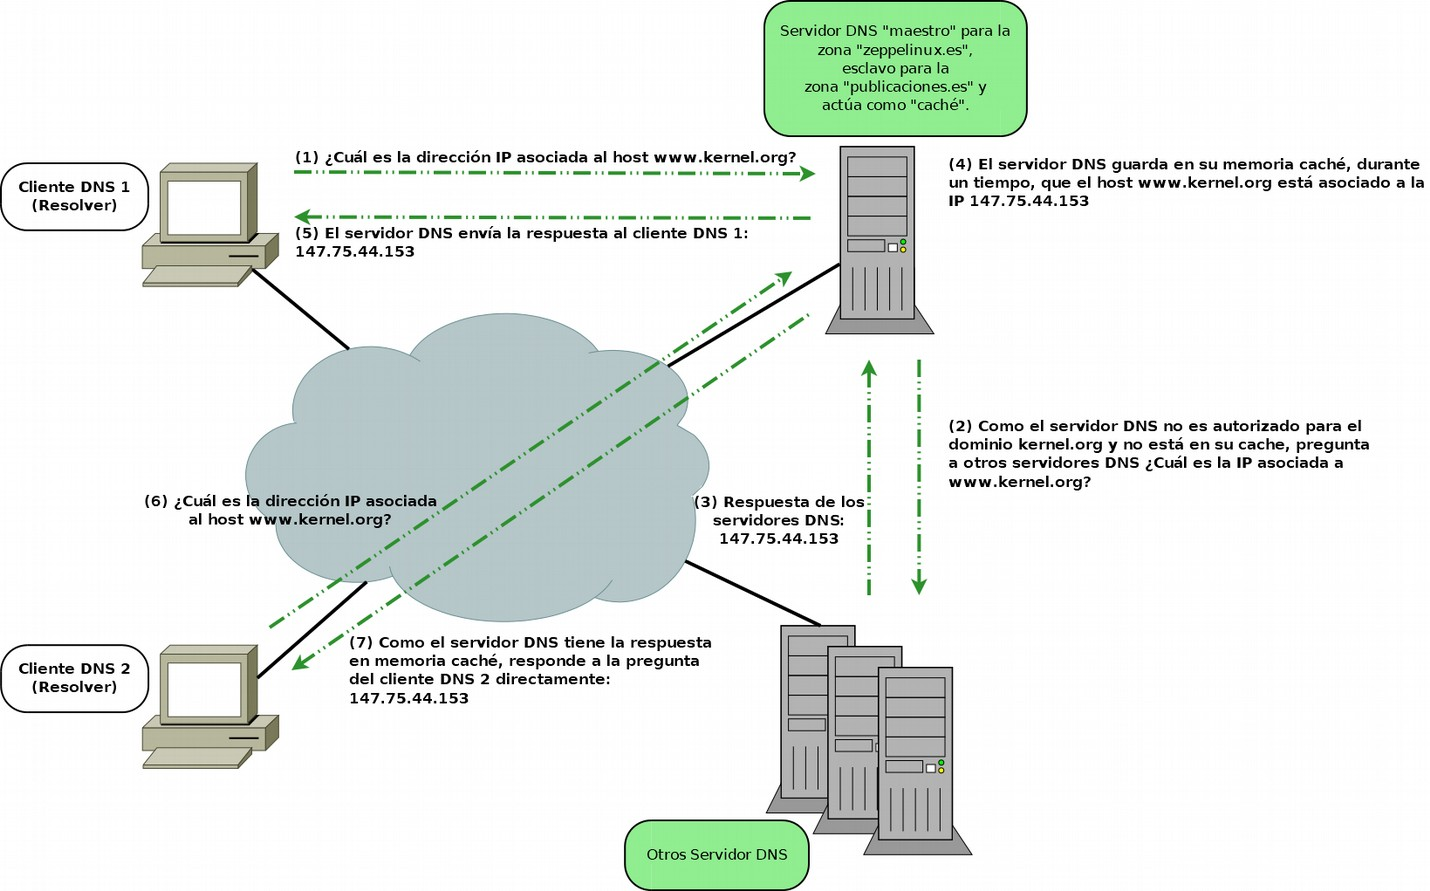 Servidor DNS "maestro" para la
zona "zeppelinux.es",
esclavo para la
zona "publicaciones.es" y
actúa como "caché".
Cliente DNS 1
(Resolver)
(1) ¿Cuál es la dirección IP asociada al host www.kernel.org?
(5) El servidor DNS envía la respuesta al cliente DNS 1:
147.75.44.153
(4) El servidor DNS guarda en su memoria caché, durante
un tiempo, que el host www.kernel.org está asociado a la
IP 147.75.44.153
(2) Como el servidor DNS no es autorizado para el
dominio kernel.org y no está en su cache, pregunta
a otros servidores DNS ¿Cuál es la IP asociada a
www.kernel.org?
(6) ¿Cuál es la dirección IP asociada
al host www.kernel.org?
(3) Respuesta de los
servidores DNS:
147.75.44.153
Cliente DNS 2
(Resolver)
(7) Como el servidor DNS tiene la respuesta
en memoria caché, responde a la pregunta
del cliente DNS 2 directamente:
147.75.44.153
Otros Servidor DNS